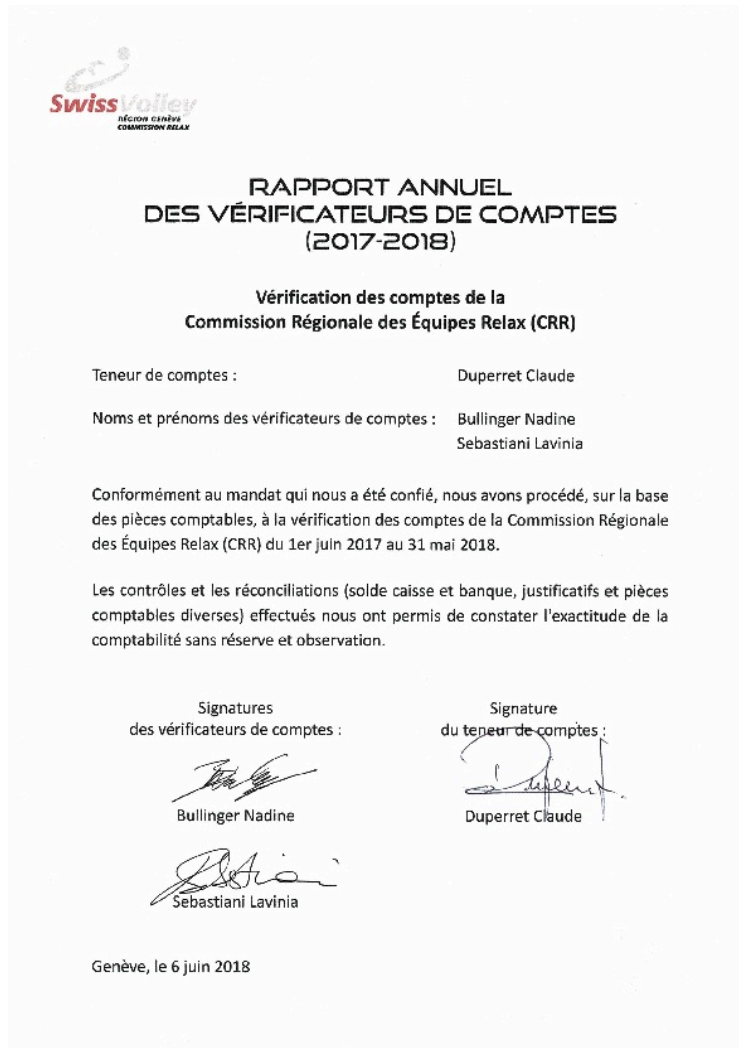 SwissVolley
RÉGION GENÈVE
COMMISSION RELAX
RAPPORT ANNUEL
DES VÉRIFICATEURS DE COMPTES
(2017-2018)
Vérification des comptes de la
Commission Régionale des Équipes Relax (CRR)
Teneur de comptes : Duperret Claude
Noms et prénoms des vérificateurs de comptes : Bullinger Nadine
Sebastiani Lavinia
Conformément au mandat qui nous a été confié, nous avons procédé, sur la base
des pièces comptables, à la vérification des comptes de la Commission Régionale
des Équipes Relax (CRR) du 1er juin 2017 au 31 mai 2018.
Les contrôles et les réconciliations (solde caisse et banque, justificatifs et pièces
comptables diverses) effectués nous ont permis de constater l'exactitude de la
comptabilité sans réserve et observation.
Signatures
des vérificateurs de comptes :
Bullinger Nadine
Sebastiani Lavinia
Signature
du teneur de comptes :
Duperret Claude
Genève, le 6 juin 2018